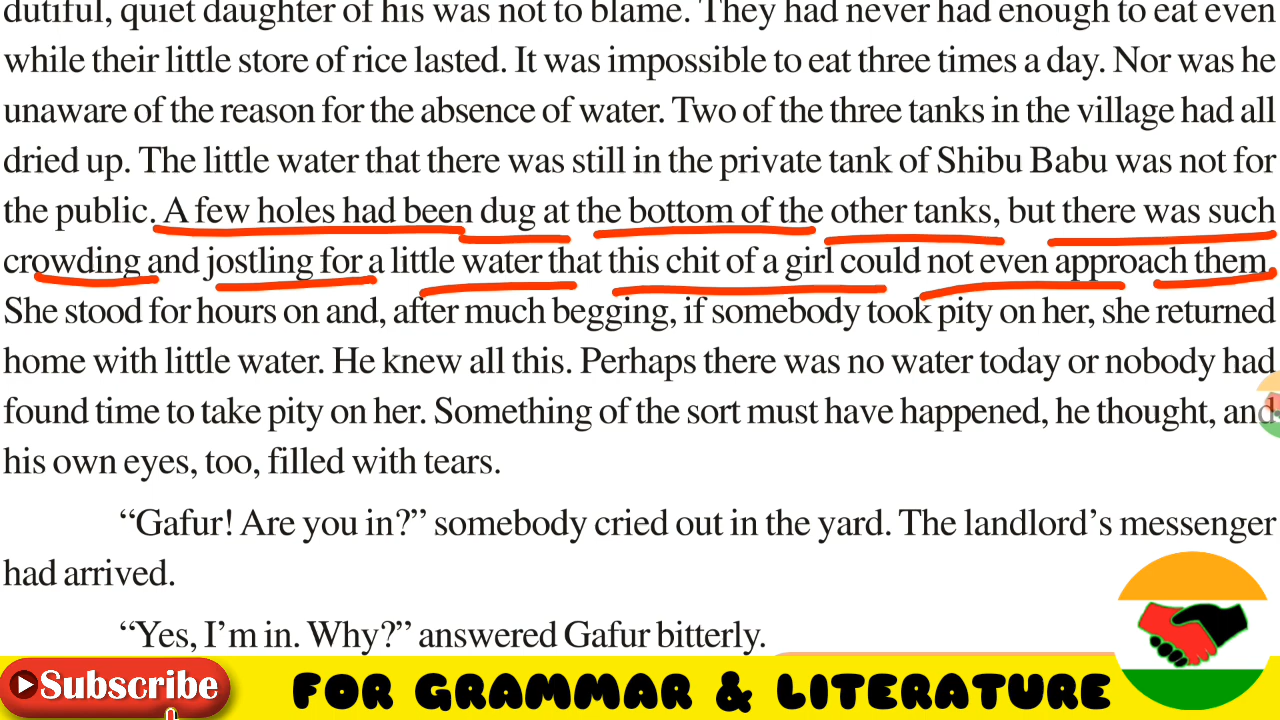 dutiful, quiet daughter of his was not to blame. They had never had enough to eat even
while their little store of rice lasted. It was impossible to eat three times a day. Nor was he
unaware of the reason for the absence of water. Two of the three tanks in the village had all
dried up. The little water that there was still in the private tank of Shibu Babu was not for
the public. A few holes had been dug at the bottom of the other tanks, but there was such
crowding and jostling for a little water that this chit of a girl could not even approach them.
She stood for hours on and, after much begging, if somebody took pity on her, she returned
home with little water. He knew all this. Perhaps there was no water today or nobody had
found time to take pity on her. Something of the sort must have happened, he thought, and
his own eyes, too, filled with tears.
“Gafur! Are you in?” somebody cried out in the yard. The landlord’s messenger
had arrived.
“Yes, I’m in. Why?” answered Gafur bitterly.
Subscribe FOR GRAMMAR & LITERATURE